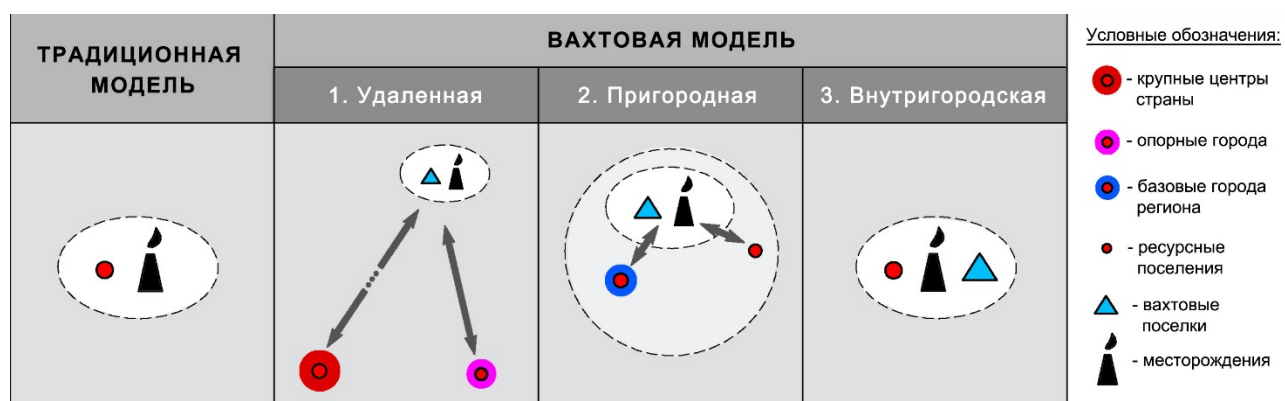 ТРАДИЦИОННАЯ
МОДЕЛЬ
ВАХТОВАЯ МОДЕЛЬ
1. Удаленная
2. Пригородная
3. Внутригородская
Условные обозначения:
- крупные центры
страны
- опорные города
- базовые города
региона
- ресурсные
поселения
- вахтовые
поселки
- месторождения